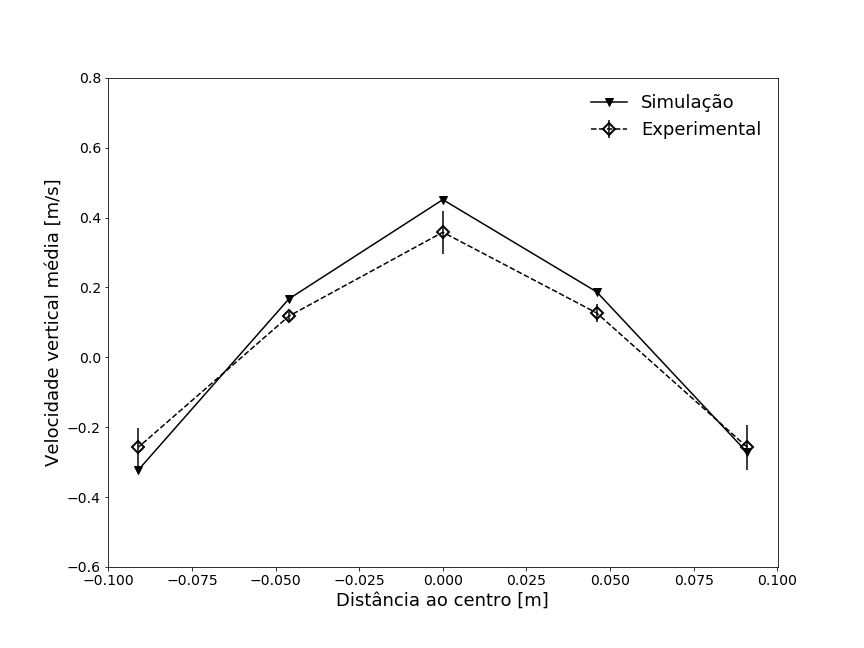 Simulação
Experimental
Velocidade vertical média [m/s]
0.8
0.6
0.4
0.2
0.0
−0.2
−0.4
−0.6
−0.100 −0.075 −0.050 −0.025 0.000 0.025 0.050 0.075 0.100
Distância ao centro [m]